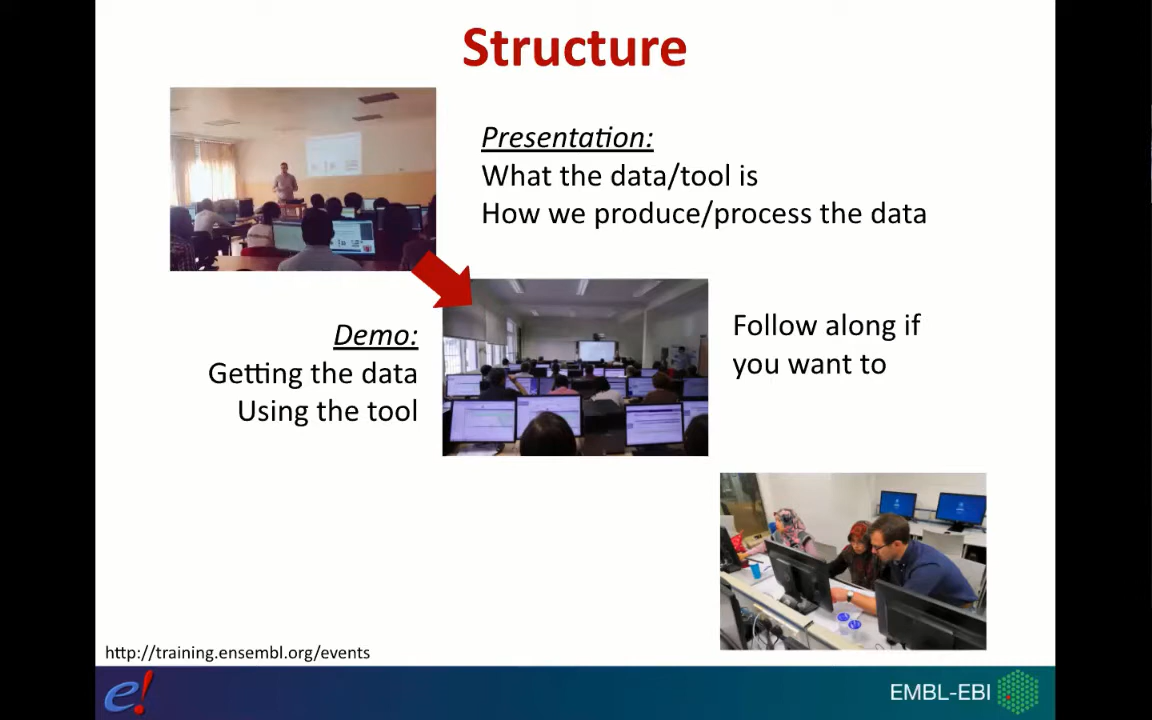 Structure
Presentation:
What the data/tool is
How we produce/process the data
Demo:
Getting the data
Using the tool
Follow along if
you want to
http://training.ensembl.org/events
e!
EMBL-EBI